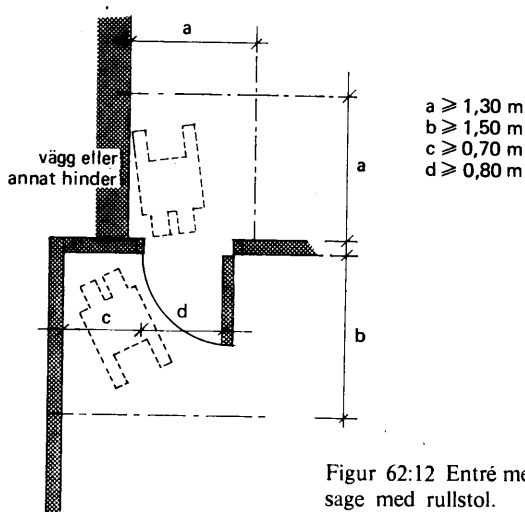 a
a ⩾ 1,30 m
b ⩾ 1,50 m
c ⩾ 0,70 m
d ⩾ 0,80 m
vägg eller
annat hinder
a
c
d
b
Figur 62:12 Entré me
sage med rullstol.